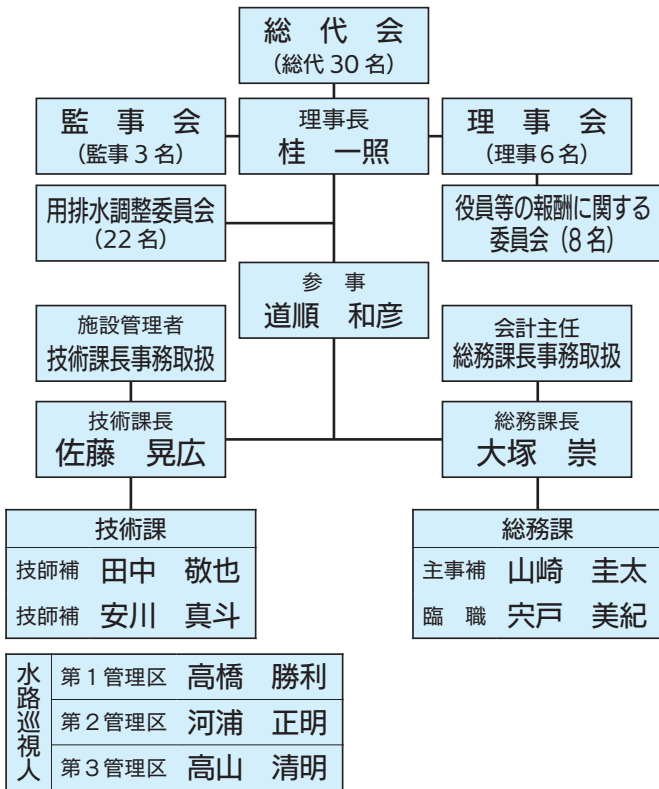 総代会
（総代30名）
監事会
（監事3名）
理事長
桂 一照
理事会
（理事6名）
用排水調整委員会
（22名）
役員等の報酬に関する
委員会（8名）
参事
道順 和彦
施設管理者
技術課長事務取扱
会計主任
総務課長事務取扱
技術課長
佐藤 晃広
総務課長
大塚 崇
技術課
技師補 田中 敬也
技師補 安川 真斗
総務課
主事補 山崎 圭太
臨職 宍戸 美紀
水路巡視人
第1管理区 高橋 勝利
第2管理区 河浦 正明
第3管理区 高山 清明